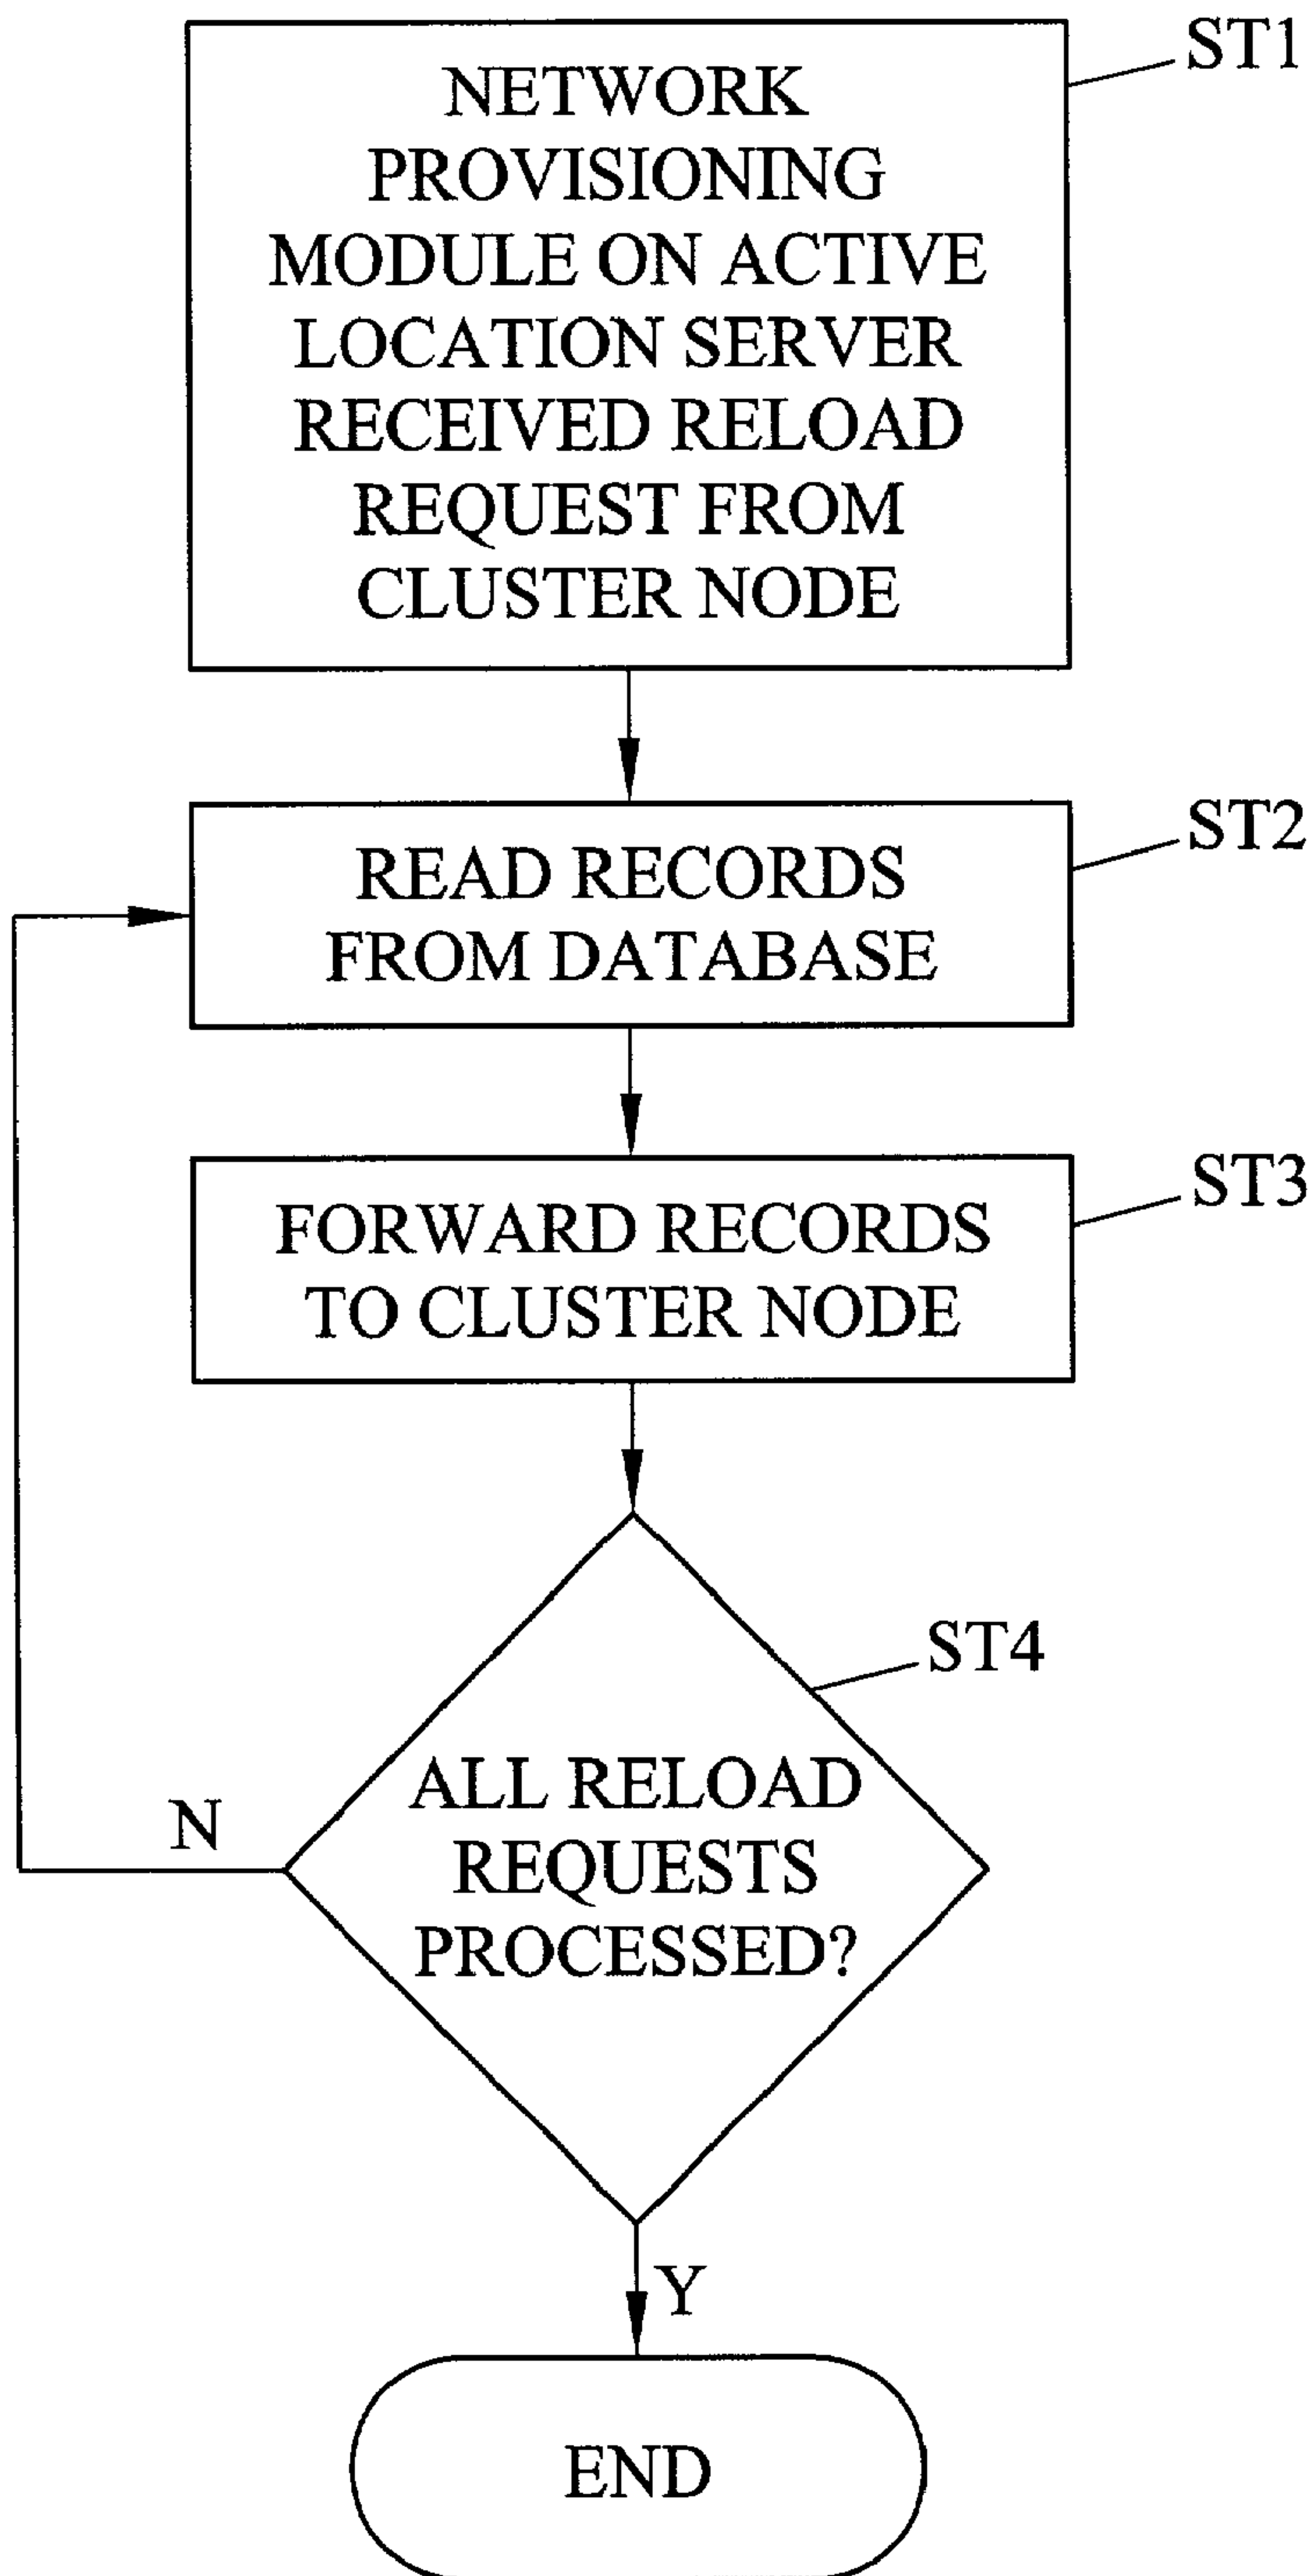 ST1
NETWORK
PROVISIONING
MODULE ON ACTIVE
LOCATION SERVER
RECEIVED RELOAD
REQUEST FROM
CLUSTER NODE
ST2
READ RECORDS
FROM DATABASE
ST3
FORWARD RECORDS
TO CLUSTER NODE
ST4
ALL RELOAD
REQUESTS
PROCESSED?
N
Y
END